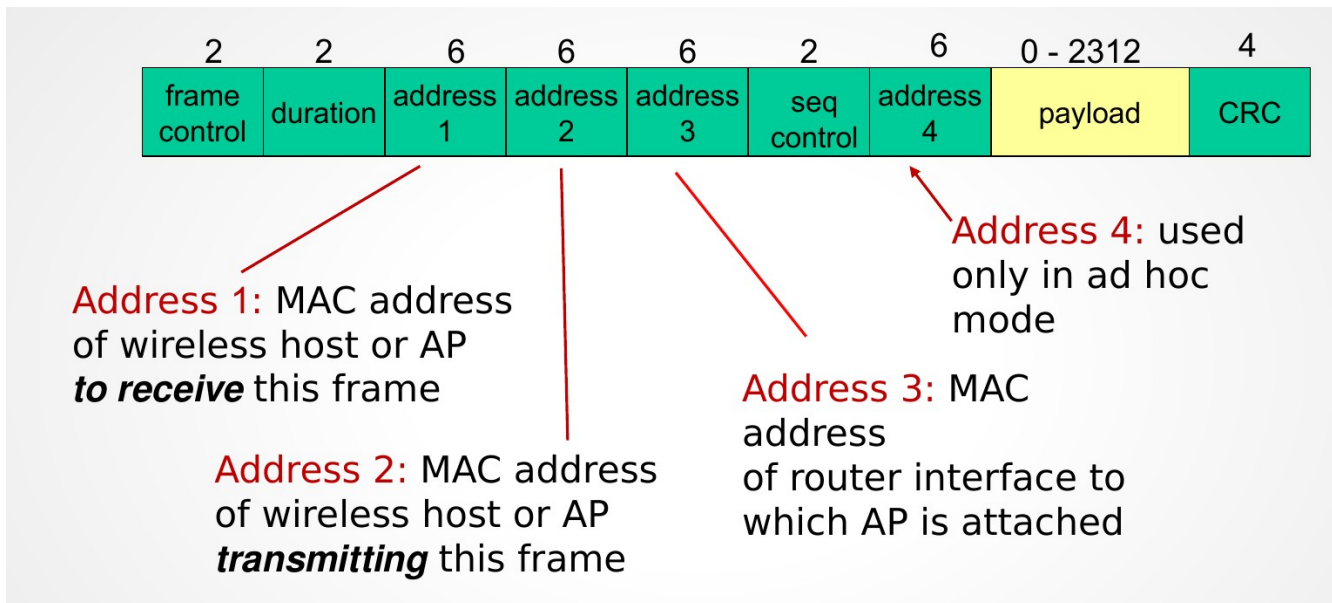 2 2 6 6 6 2 6 0 - 2312 4
frame control duration address 1 address 2 address 3 seq control address 4 payload CRC
Address 4: used
only in ad hoc
mode
Address 1: MAC address
of wireless host or AP
to receive this frame
Address 3: MAC
address
of router interface to
which AP is attached
Address 2: MAC address
of wireless host or AP
transmitting this frame